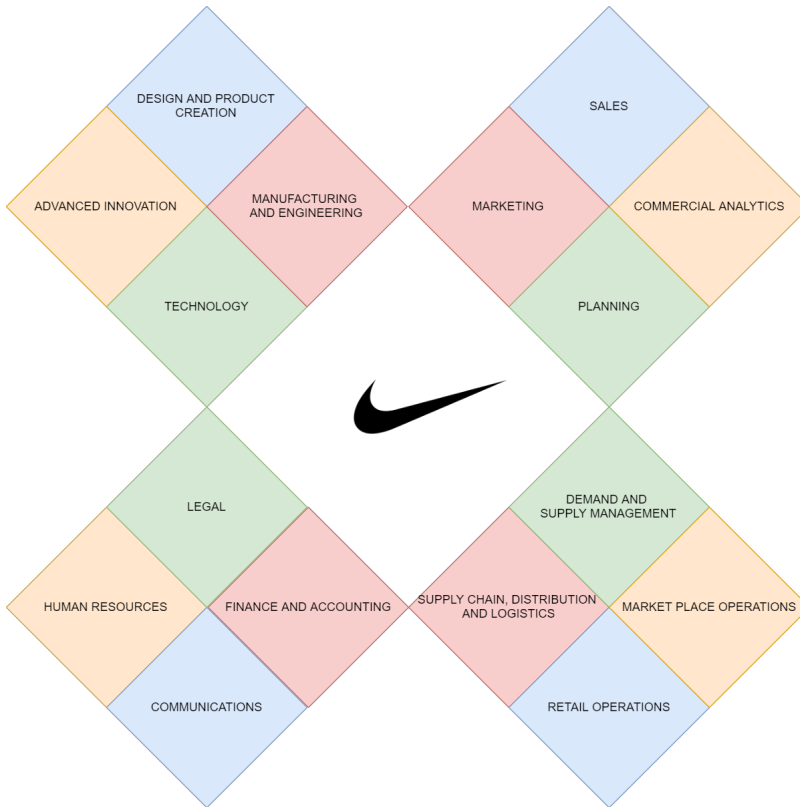 DESIGN AND PRODUCT
CREATION
ADVANCED INNOVATION
MANUFACTURING
AND ENGINEERING
TECHNOLOGY
SALES
MARKETING
COMMERCIAL ANALYTICS
PLANNING
LEGAL
HUMAN RESOURCES
FINANCE AND ACCOUNTING
COMMUNICATIONS
DEMAND AND
SUPPLY MANAGEMENT
SUPPLY CHAIN, DISTRIBUTION
AND LOGISTICS
MARKET PLACE OPERATIONS
RETAIL OPERATIONS